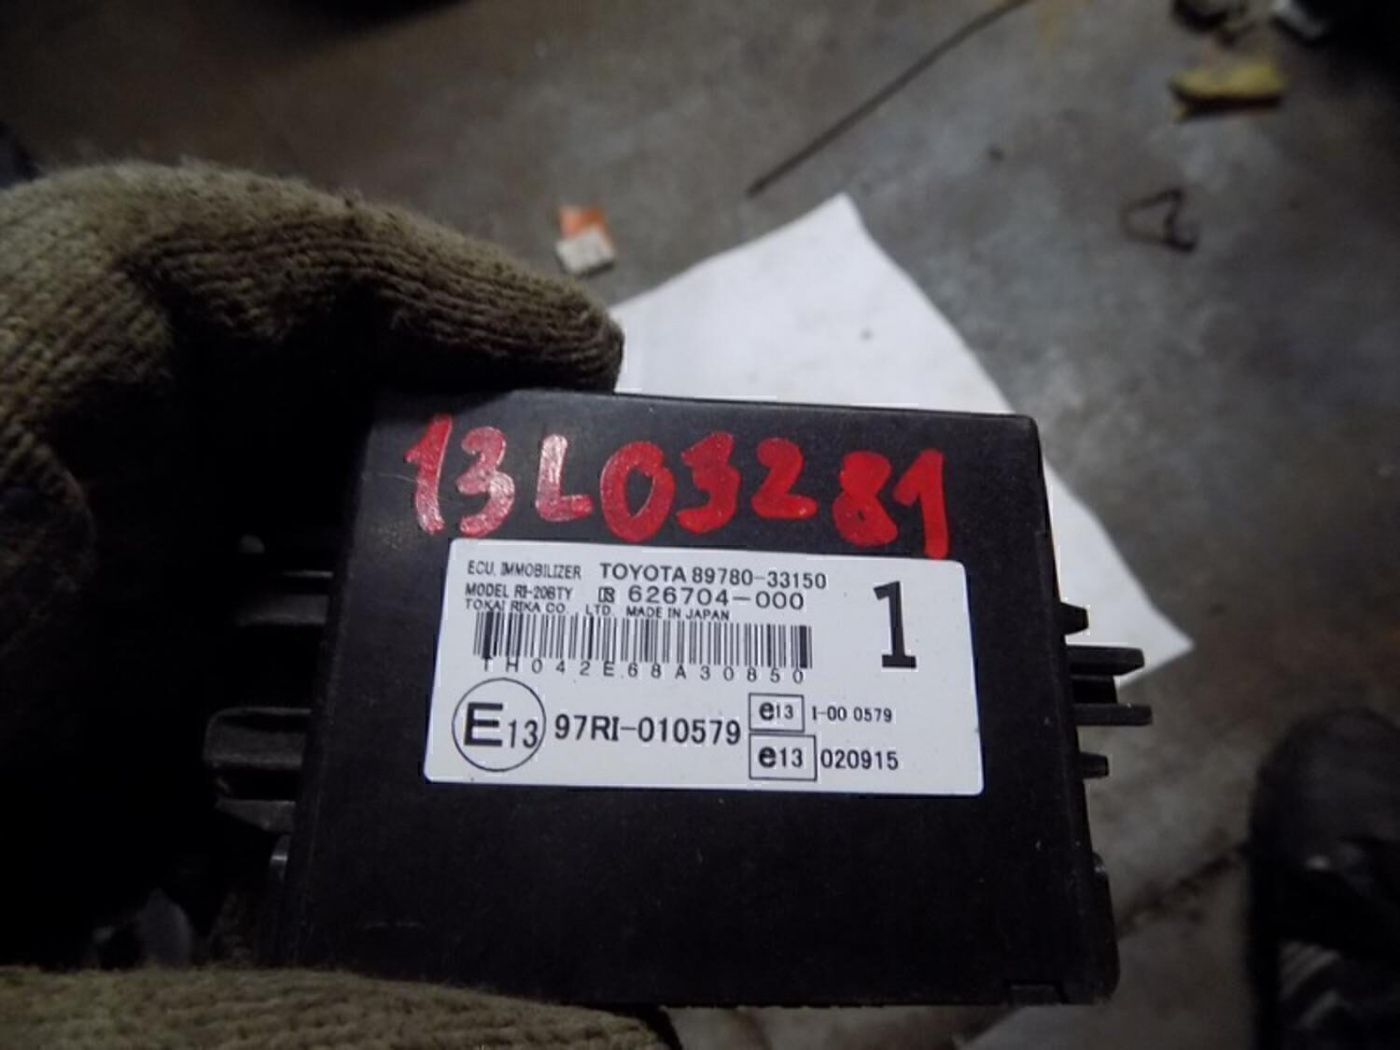 13L03281
ECU, IMMOBILIZER TOYOTA 89780-33150
MODEL RI-20BTY 626704-000
TOKAI RIKA CO., LTD. MADE IN JAPAN
1
TH042E68A30850
E13 97RI-010579
e13 I-00 0579
e13 020915